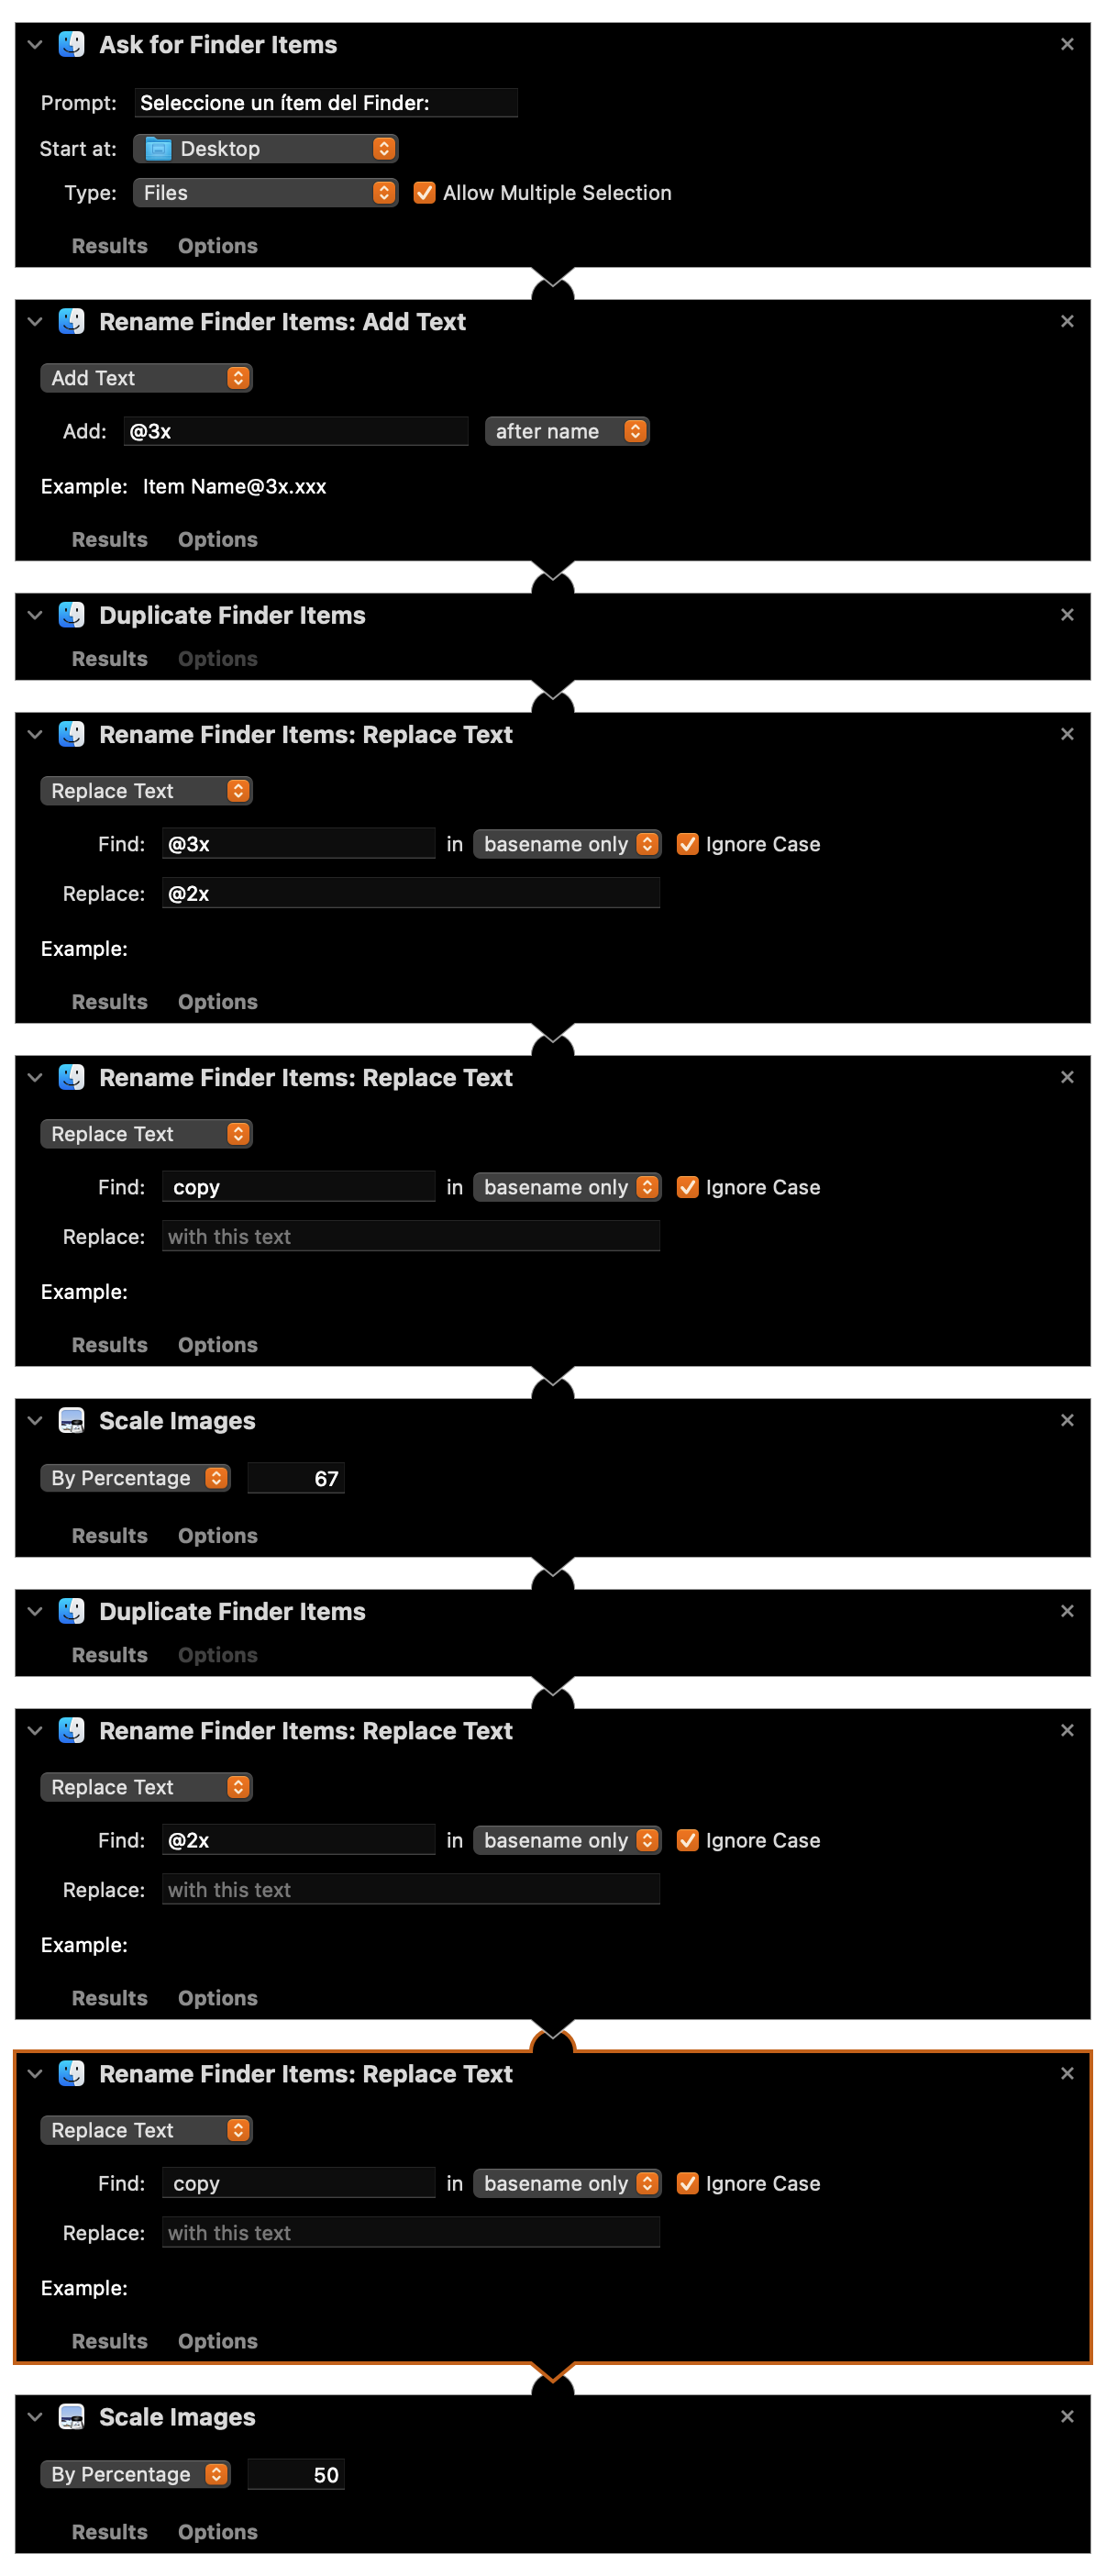 Ask for Finder Items
Prompt: Seleccione un ítem del Finder:
Start at: Desktop
Type: Files Allow Multiple Selection
Results Options
Rename Finder Items: Add Text
Add Text
Add: @3x after name
Example: Item Name@3x.xxx
Results Options
Duplicate Finder Items
Results Options
Rename Finder Items: Replace Text
Replace Text
Find: @3x in basename only Ignore Case
Replace: @2x
Example:
Results Options
Rename Finder Items: Replace Text
Replace Text
Find: copy in basename only Ignore Case
Replace: with this text
Example:
Results Options
Scale Images
By Percentage 67
Results Options
Duplicate Finder Items
Results Options
Rename Finder Items: Replace Text
Replace Text
Find: @2x in basename only Ignore Case
Replace: with this text
Example:
Results Options
Rename Finder Items: Replace Text
Replace Text
Find: copy in basename only Ignore Case
Replace: with this text
Example:
Results Options
Scale Images
By Percentage 50
Results Options